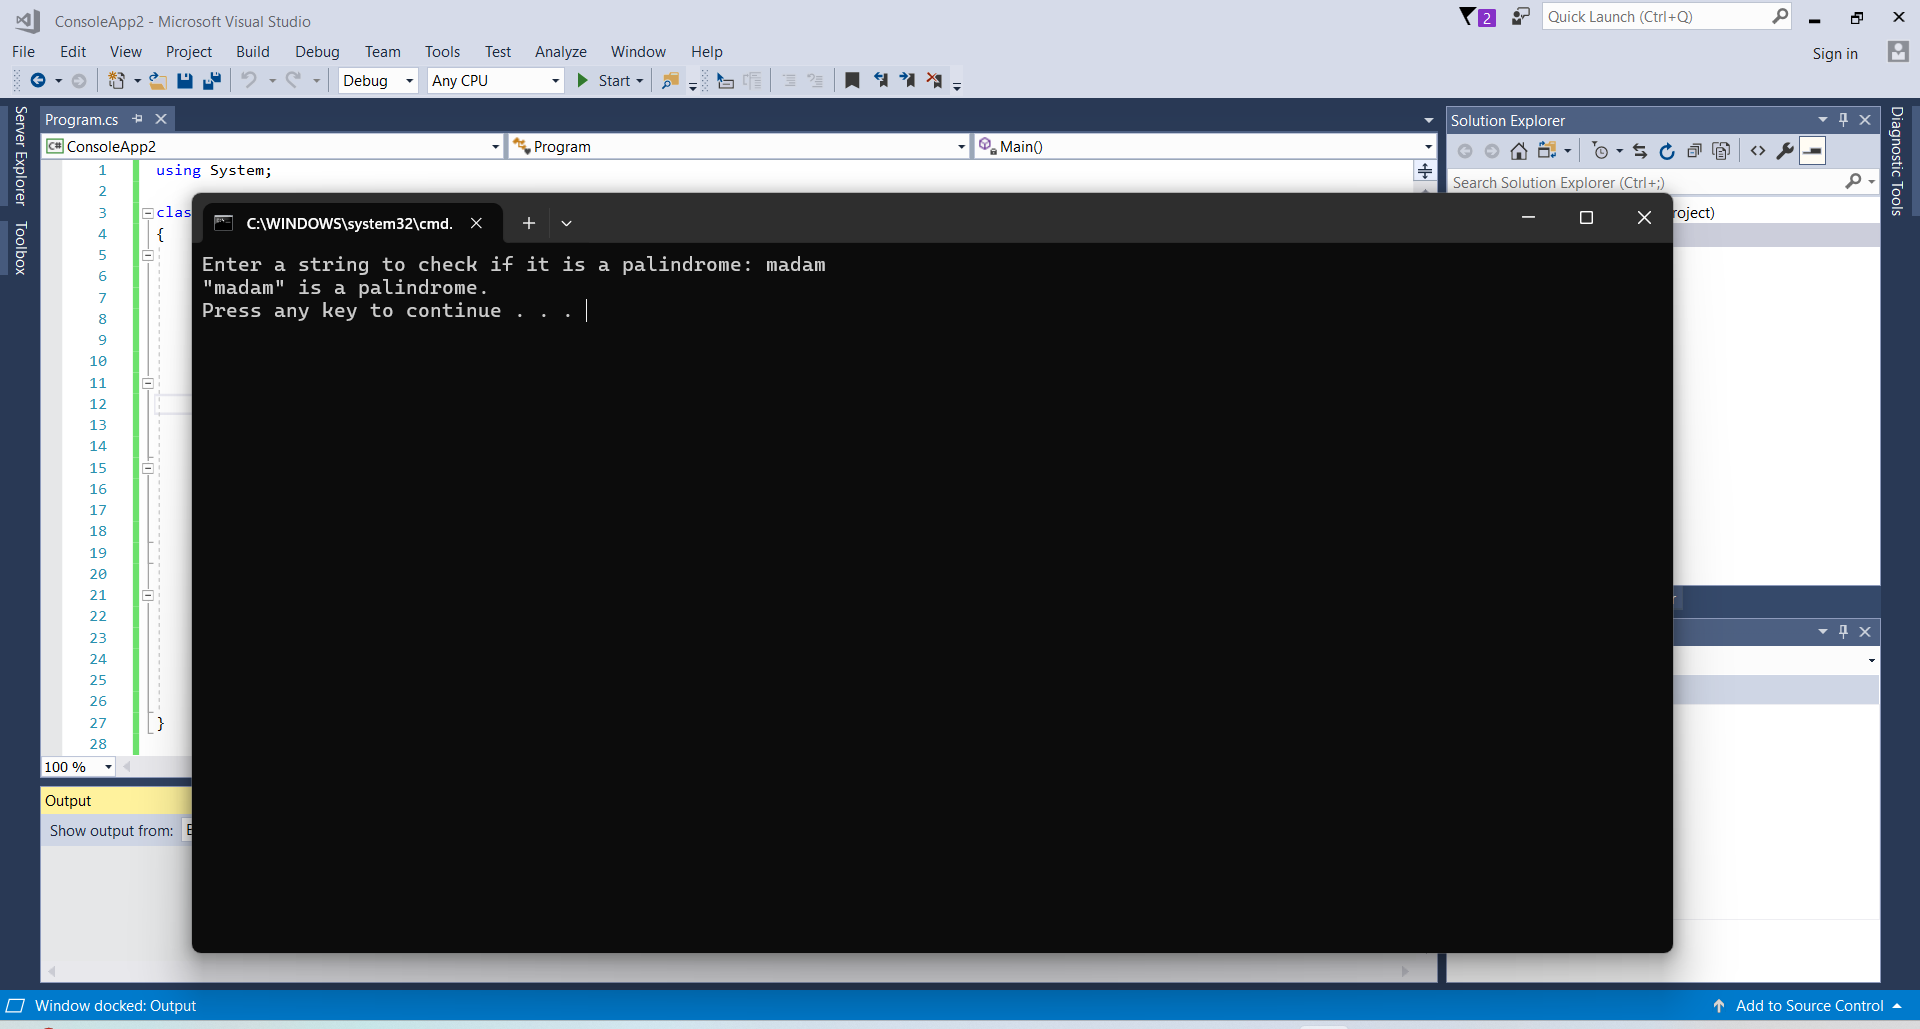 ConsoleApp2 - Microsoft Visual Studio
2
Quick Launch (Ctrl+Q)
File Edit View Project Build Debug Team Tools Test Analyze Window Help
Sign in
Debug Any CPU Start
Server Explorer
Toolbox
Program.cs
C# ConsoleApp2 Program Main()
1 using System;
2
3 clas
4 {
5
6
7
8
9
10
11
12
13
14
15
16
17
18
19
20
21
22
23
24
25
26
27 }
28
100 %
C:\WINDOWS\system32\cmd.
Enter a string to check if it is a palindrome: madam
"madam" is a palindrome.
Press any key to continue . . .
Solution Explorer
Search Solution Explorer (Ctrl+;)
roject)
Diagnostic Tools
Output
Show output from:
Window docked: Output
Add to Source Control